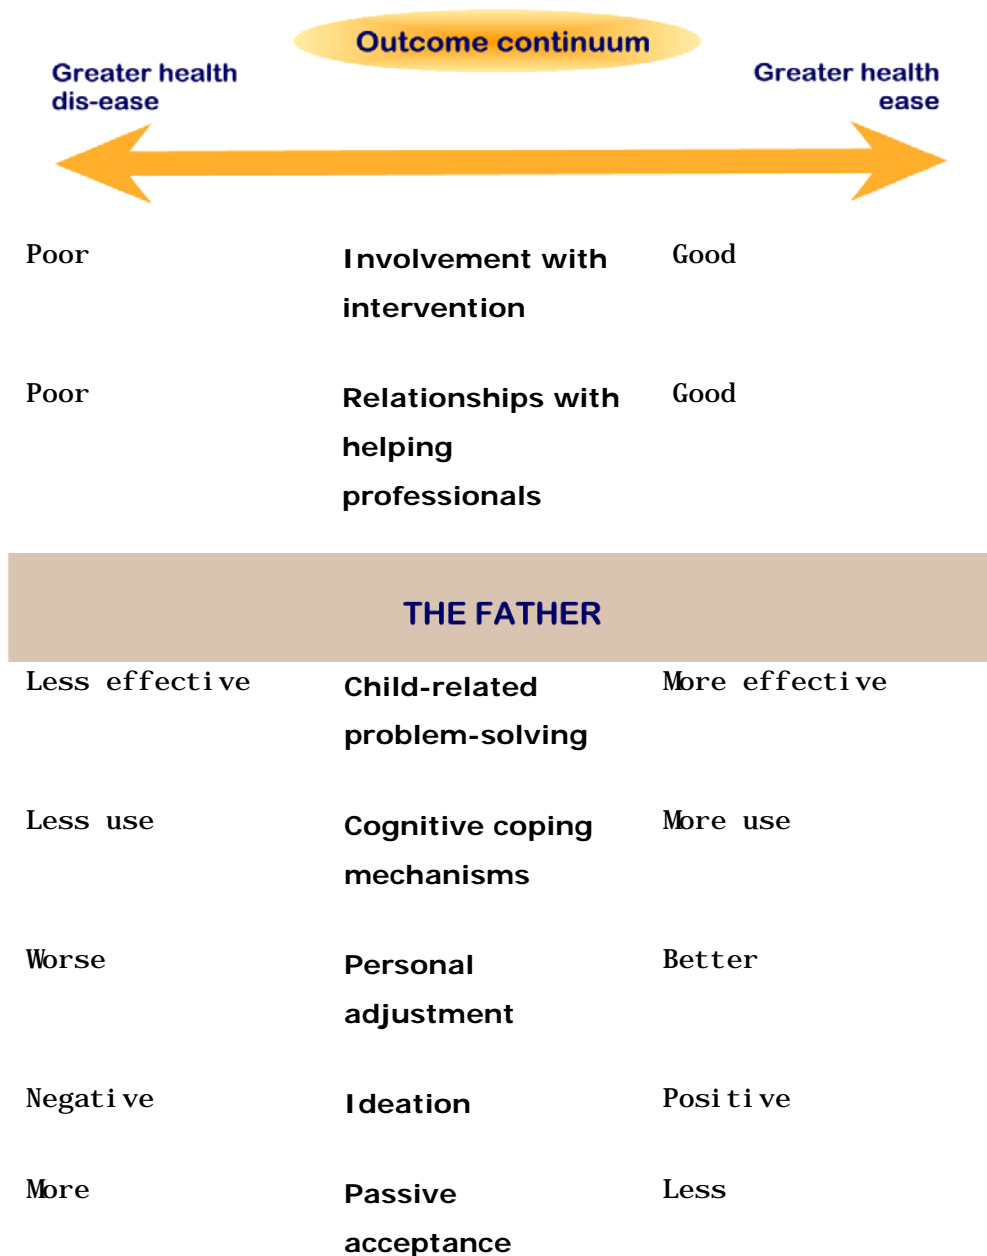 Outcome continuum
Greater health
dis-ease
Greater health
ease
Poor
Involvement with
intervention
Good
Poor
Relationships with
helping
professionals
Good
THE FATHER
Less effective
Child-related
problem-solving
More effective
Less use
Cognitive coping
mechanisms
More use
Worse
Personal
adjustment
Better
Negative
Ideation
Positive
More
Passive
acceptance
Less